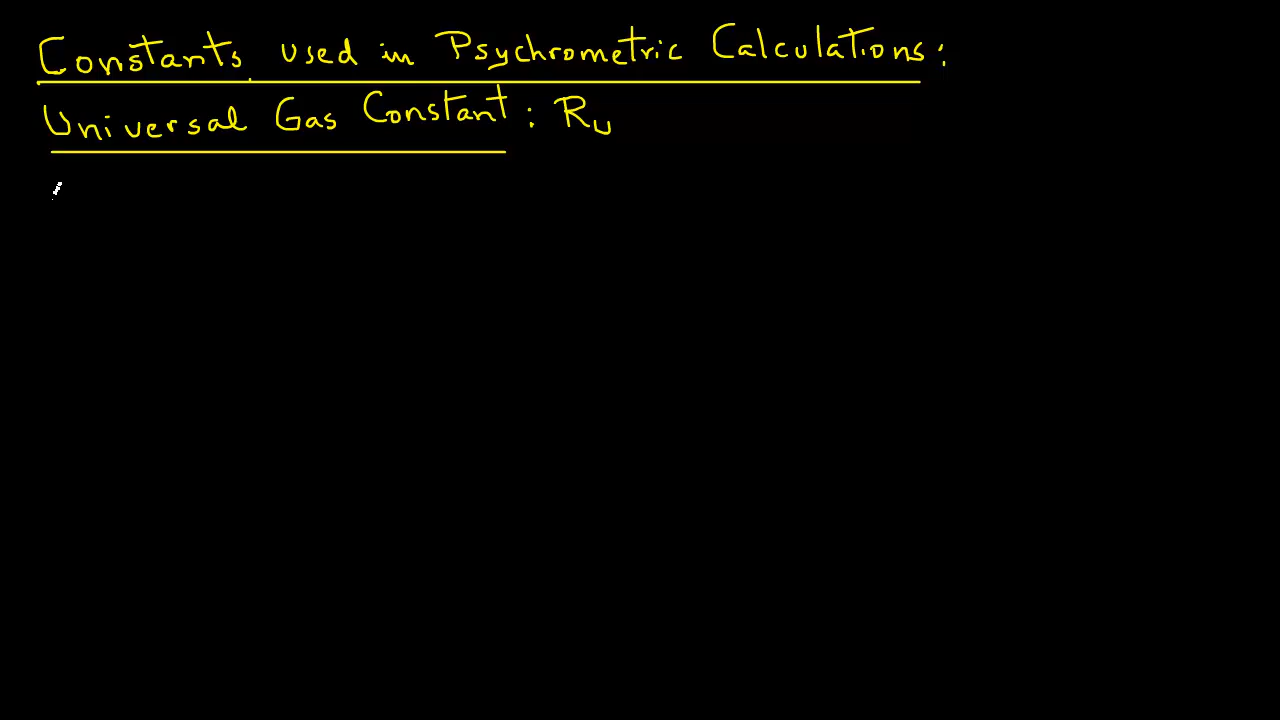 Constants used in Psychrometric Calculations:
Universal Gas Constant: Ru